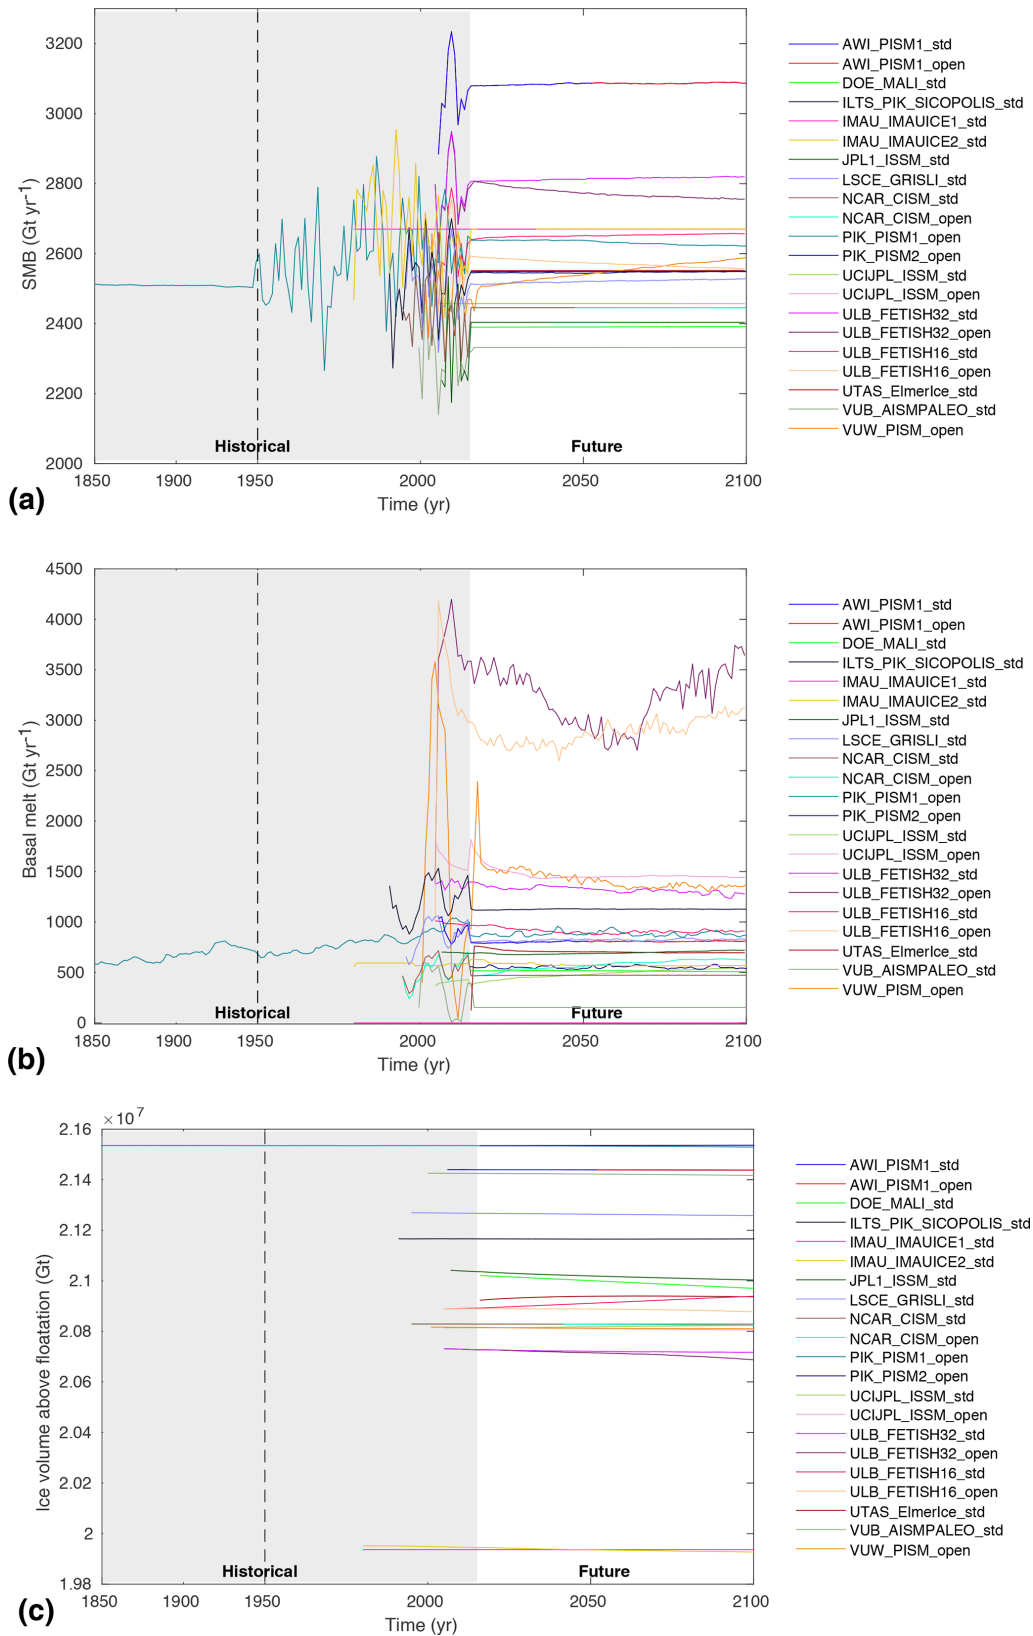 3200
3000
2800
2600
2400
2200
2000
SMB (Gt yr-1)
Historical
Future
1850 1900 1950 2000 2050 2100
Time (yr)
(a)
AWI_PISM1_std
AWI_PISM1_open
DOE_MALI_std
ILTS_PIK_SICOPOLIS_std
IMAU_IMAUICE1_std
IMAU_IMAUICE2_std
JPL1_ISSM_std
LSCE_GRISLI_std
NCAR_CISM_std
NCAR_CISM_open
PIK_PISM1_open
PIK_PISM2_open
UCIJPL_ISSM_std
UCIJPL_ISSM_open
ULB_FETISH32_std
ULB_FETISH32_open
ULB_FETISH16_std
ULB_FETISH16_open
UTAS_ElmerIce_std
VUB_AISMPALEO_std
VUW_PISM_open
4500
4000
3500
3000
2500
2000
1500
1000
500
0
Basal melt (Gt yr-1)
Historical
Future
1850 1900 1950 2000 2050 2100
Time (yr)
(b)
AWI_PISM1_std
AWI_PISM1_open
DOE_MALI_std
ILTS_PIK_SICOPOLIS_std
IMAU_IMAUICE1_std
IMAU_IMAUICE2_std
JPL1_ISSM_std
LSCE_GRISLI_std
NCAR_CISM_std
NCAR_CISM_open
PIK_PISM1_open
PIK_PISM2_open
UCIJPL_ISSM_std
UCIJPL_ISSM_open
ULB_FETISH32_std
ULB_FETISH32_open
ULB_FETISH16_std
ULB_FETISH16_open
UTAS_ElmerIce_std
VUB_AISMPALEO_std
VUW_PISM_open
×10 7
2.16
2.14
2.12
2.1
2.08
2.06
2.04
2.02
2
1.98
Ice volume above floatation (Gt)
Historical
Future
1850 1900 1950 2000 2050 2100
Time (yr)
(c)
AWI_PISM1_std
AWI_PISM1_open
DOE_MALI_std
ILTS_PIK_SICOPOLIS_std
IMAU_IMAUICE1_std
IMAU_IMAUICE2_std
JPL1_ISSM_std
LSCE_GRISLI_std
NCAR_CISM_std
NCAR_CISM_open
PIK_PISM1_open
PIK_PISM2_open
UCIJPL_ISSM_std
UCIJPL_ISSM_open
ULB_FETISH32_std
ULB_FETISH32_open
ULB_FETISH16_std
ULB_FETISH16_open
UTAS_ElmerIce_std
VUB_AISMPALEO_std
VUW_PISM_open